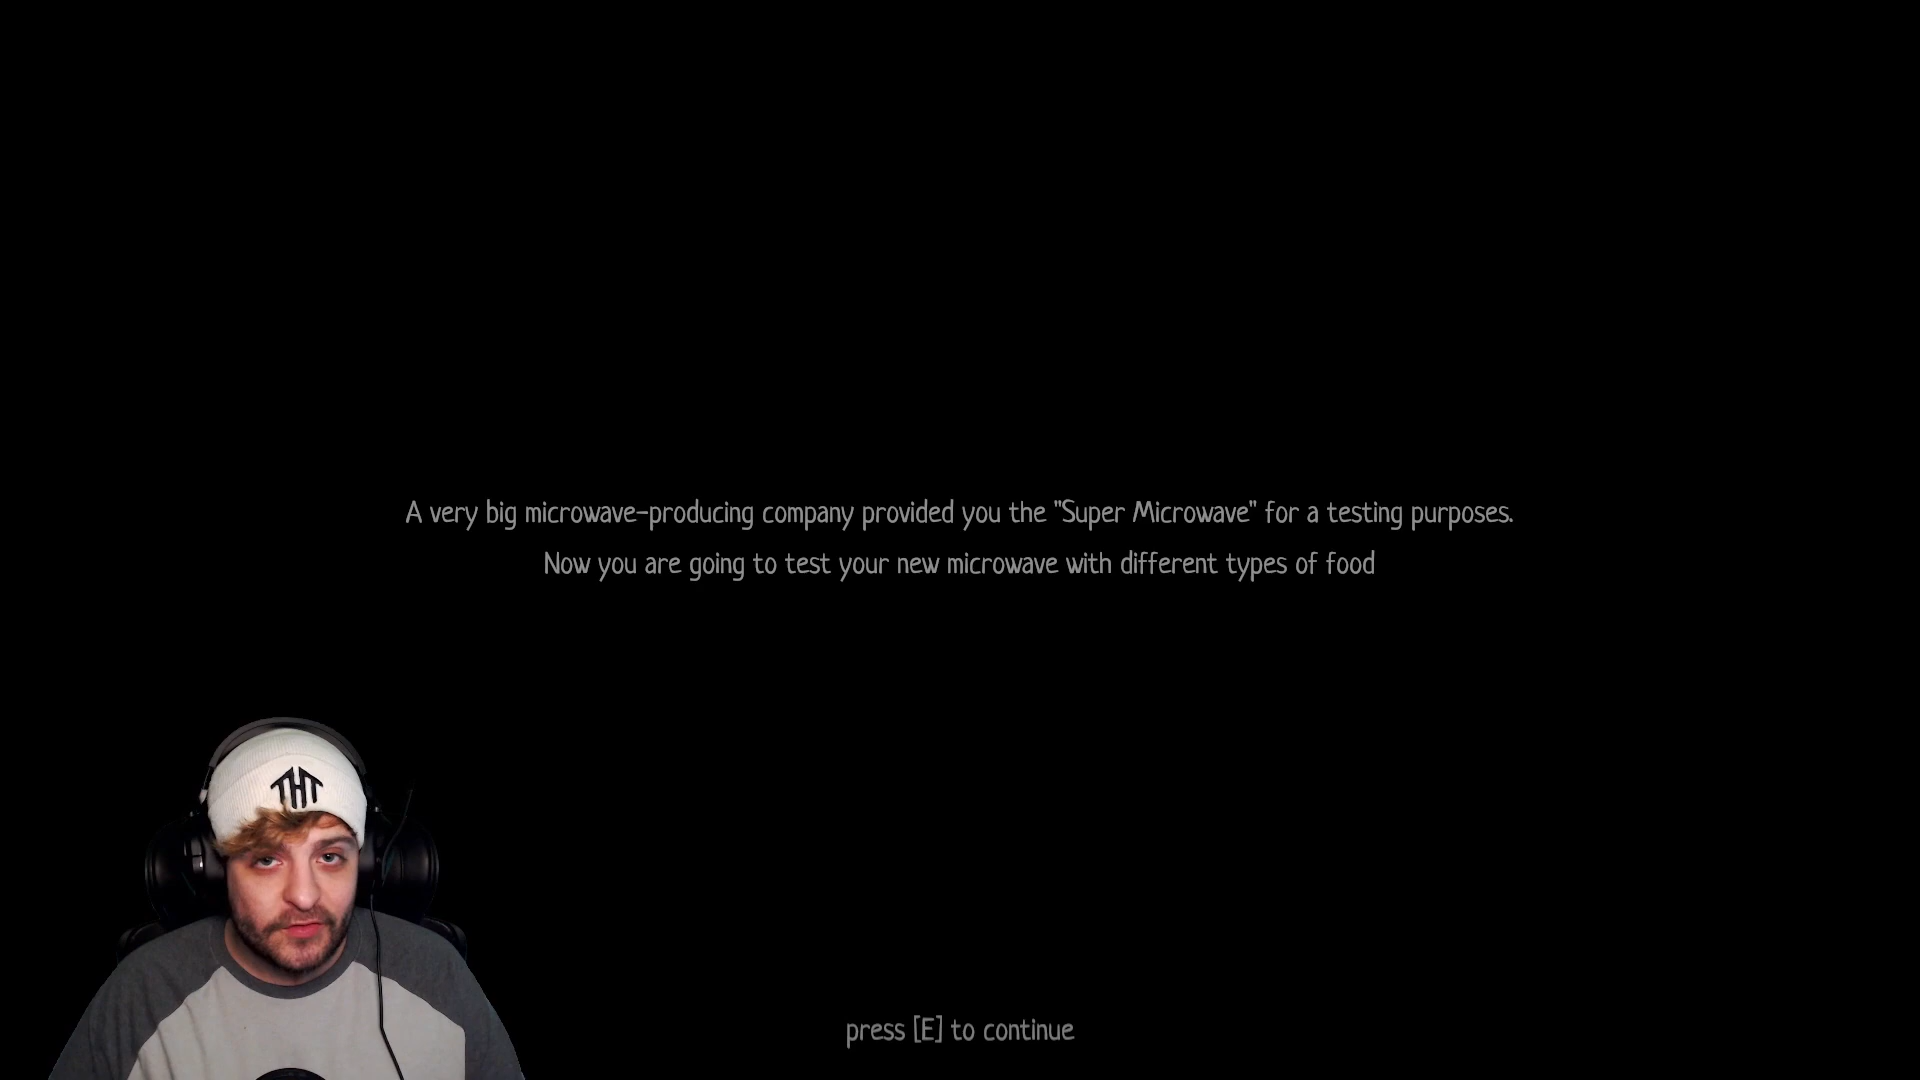 A very big microwave-producing company provided you the "Super Microwave" for a testing purposes.
Now you are going to test your new microwave with different types of food
THT
press [E] to continue